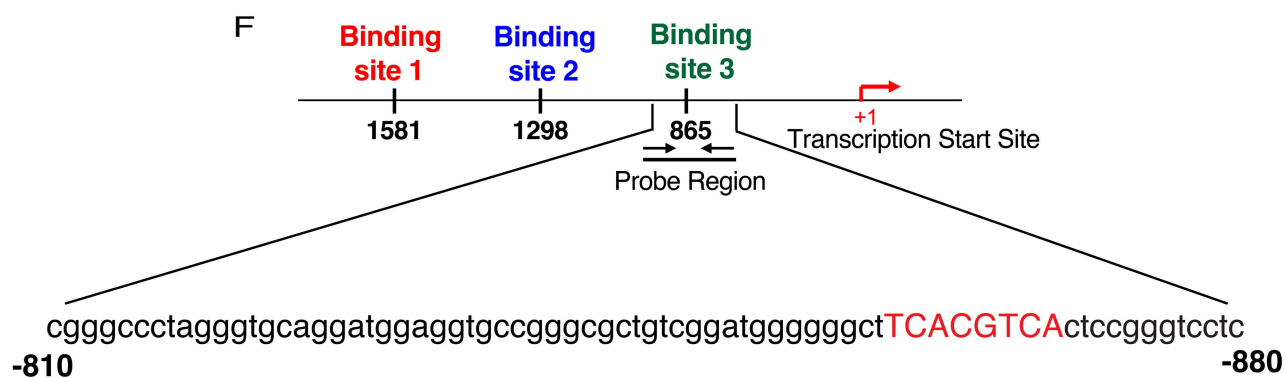 F
Binding site 1
Binding site 2
Binding site 3
1581
1298
865
+1
Transcription Start Site
Probe Region
cgggccctagggtgcaggatggaggtgccgggcgctgtcggatggggggctTCACGTCActccgggtcctc
-810
-880